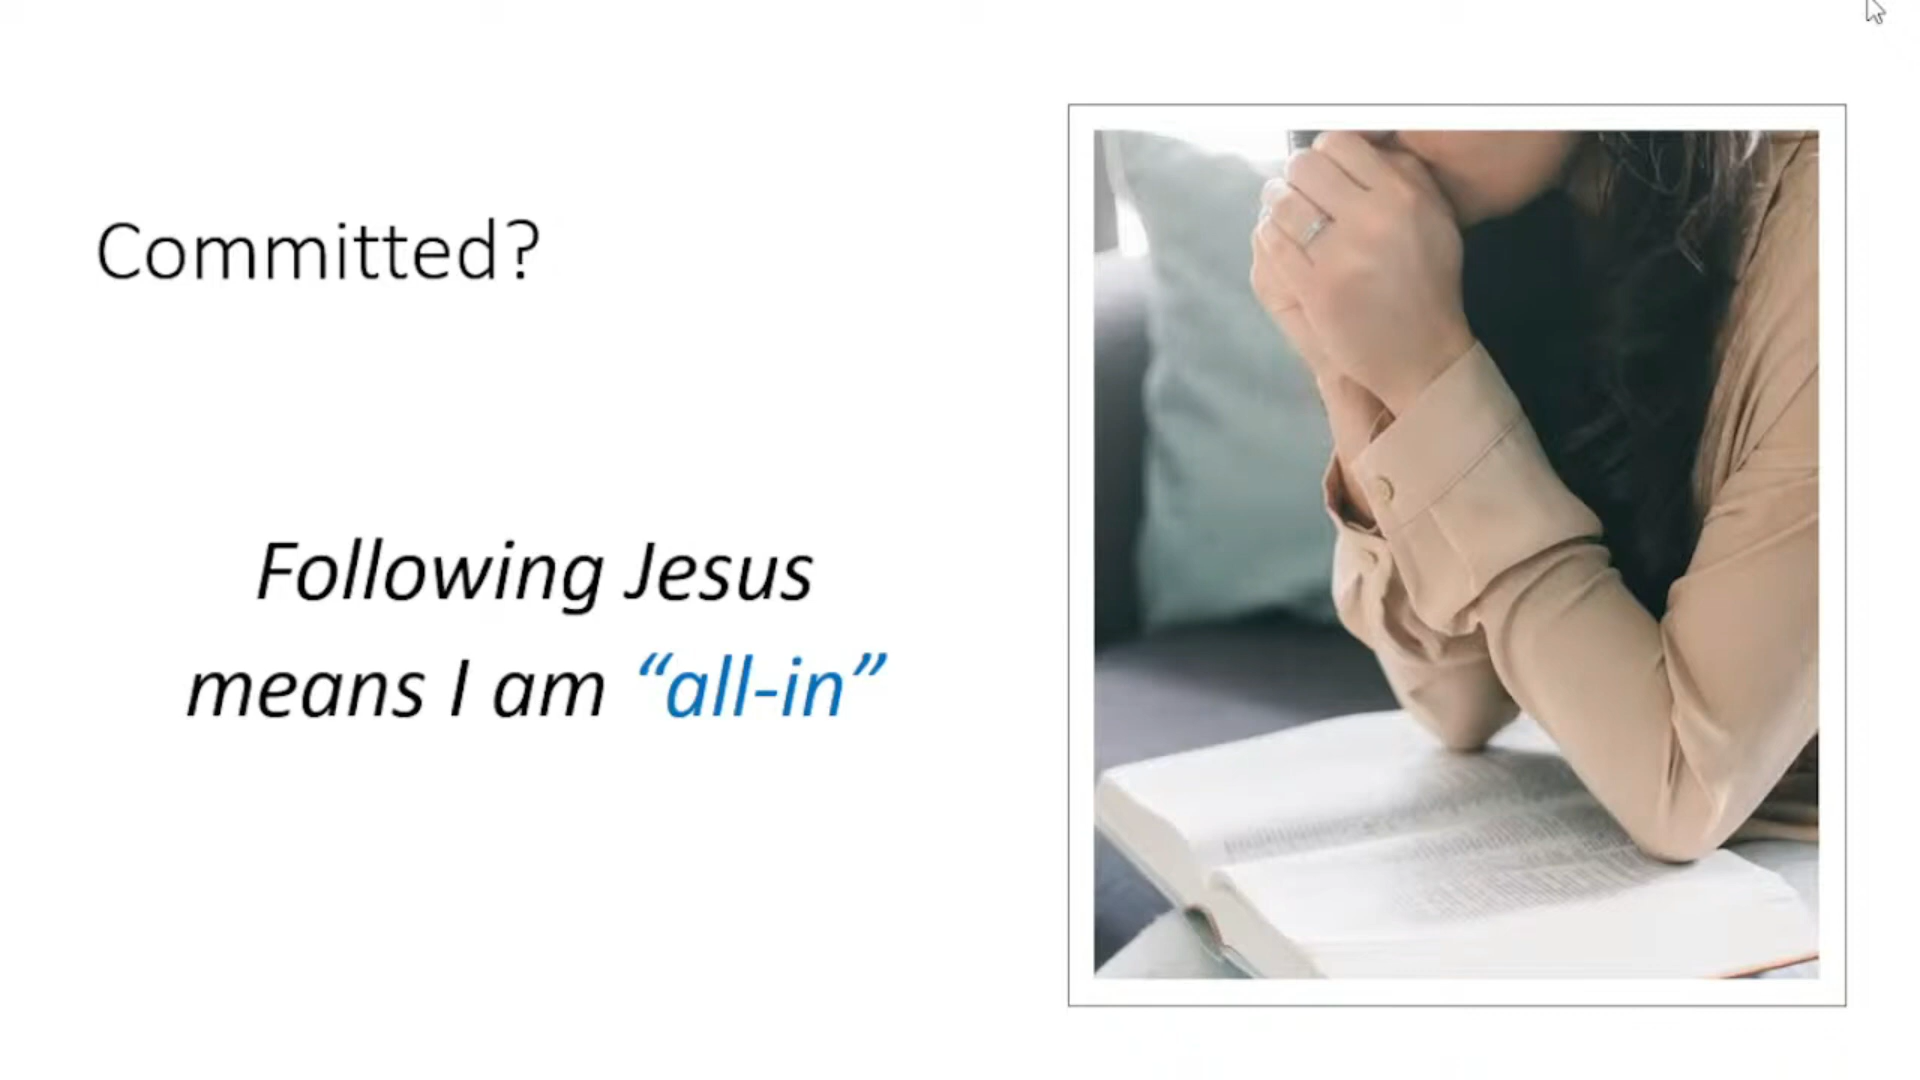 Committed?
Following Jesus
means I am “all-in”